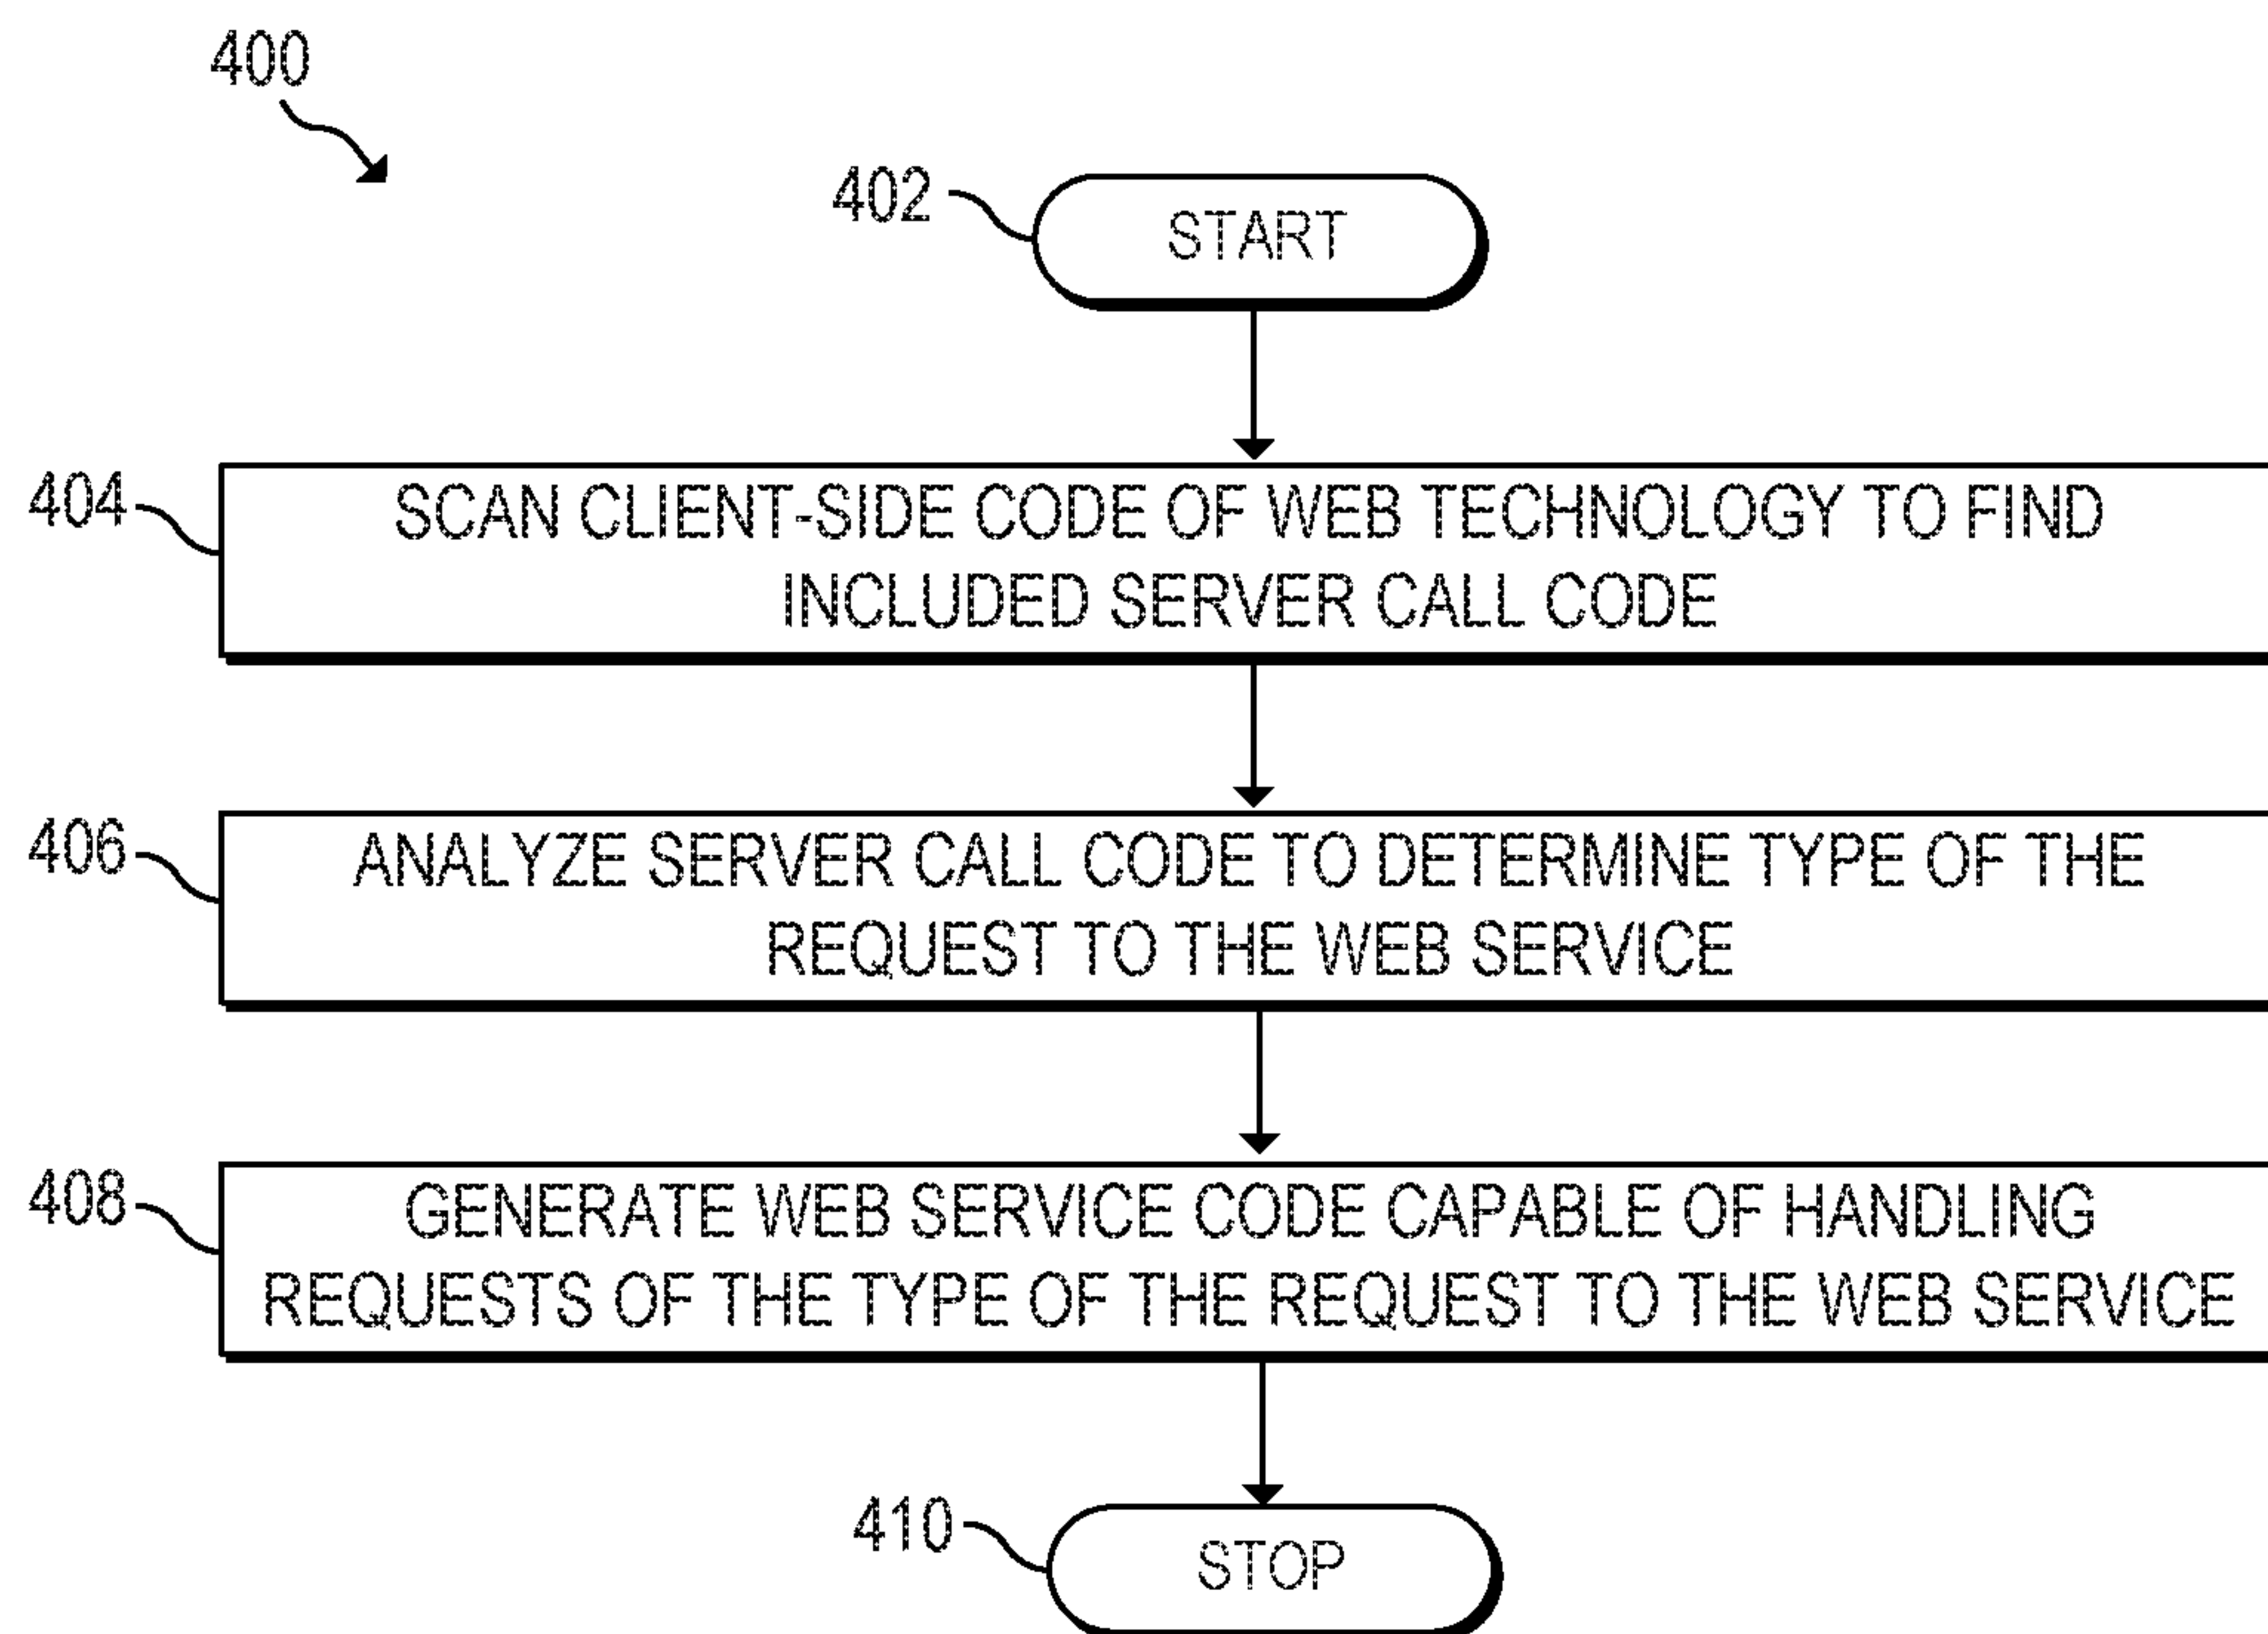 400
402
START
404
SCAN CLIENT-SIDE CODE OF WEB TECHNOLOGY TO FIND
INCLUDED SERVER CALL CODE
406
ANALYZE SERVER CALL CODE TO DETERMINE TYPE OF THE
REQUEST TO THE WEB SERVICE
408
GENERATE WEB SERVICE CODE CAPABLE OF HANDLING
REQUESTS OF THE TYPE OF THE REQUEST TO THE WEB SERVICE
410
STOP